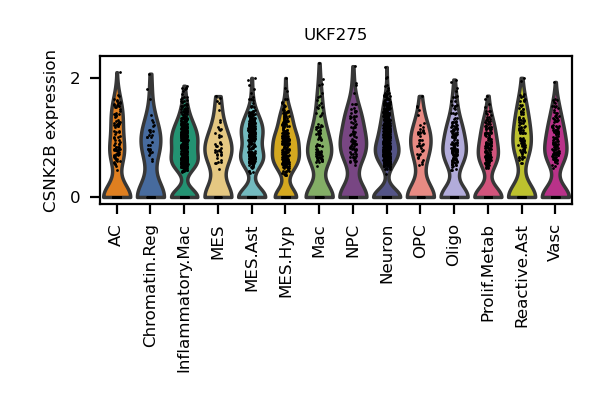 UKF275
CSNK2B expression
2
0
AC
Chromatin.Reg
Inflammatory.Mac
MES
MES.Ast
MES.Hyp
Mac
NPC
Neuron
OPC
Oligo
Prolif.Metab
Reactive.Ast
Vasc